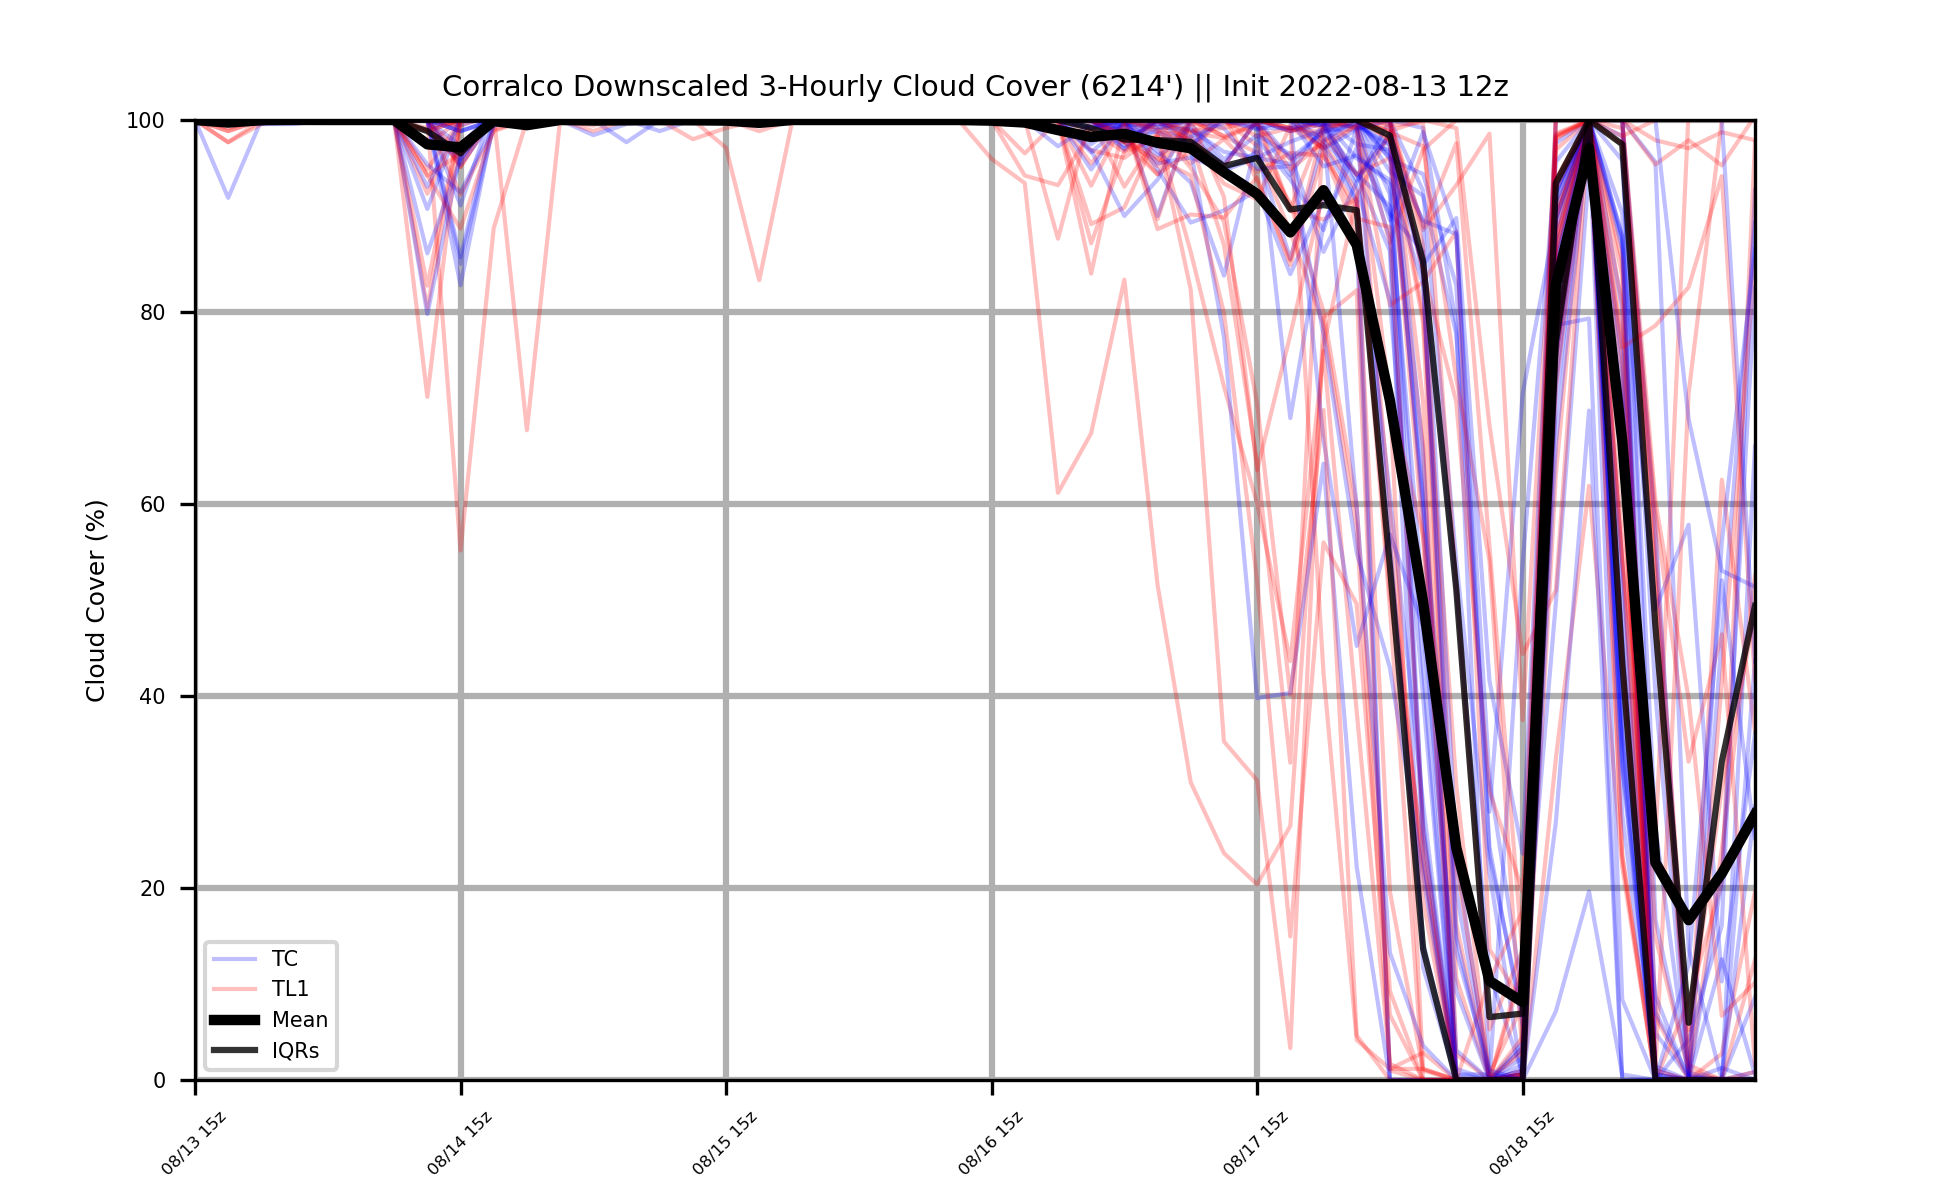 Corralco Downscaled 3-Hourly Cloud Cover (6214') || Init 2022-08-13 12z
Cloud Cover (%)
100
80
60
40
20
0
TC
TL1
Mean
IQRs
08/13 15z
08/14 15z
08/15 15z
08/16 15z
08/17 15z
08/18 15z